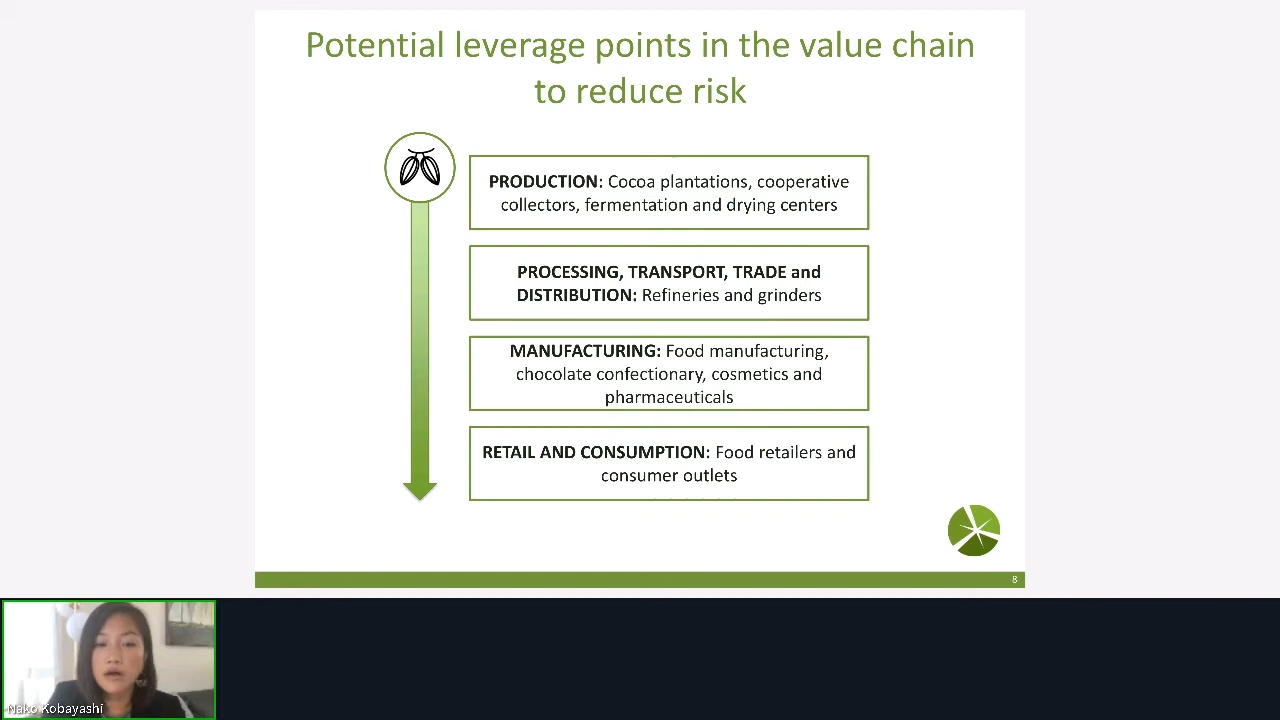 Potential leverage points in the value chain
to reduce risk
PRODUCTION: Cocoa plantations, cooperative
collectors, fermentation and drying centers
PROCESSING, TRANSPORT, TRADE and
DISTRIBUTION: Refineries and grinders
MANUFACTURING: Food manufacturing,
chocolate confectionary, cosmetics and
pharmaceuticals
RETAIL AND CONSUMPTION: Food retailers and
consumer outlets
8
Nako Kobayashi